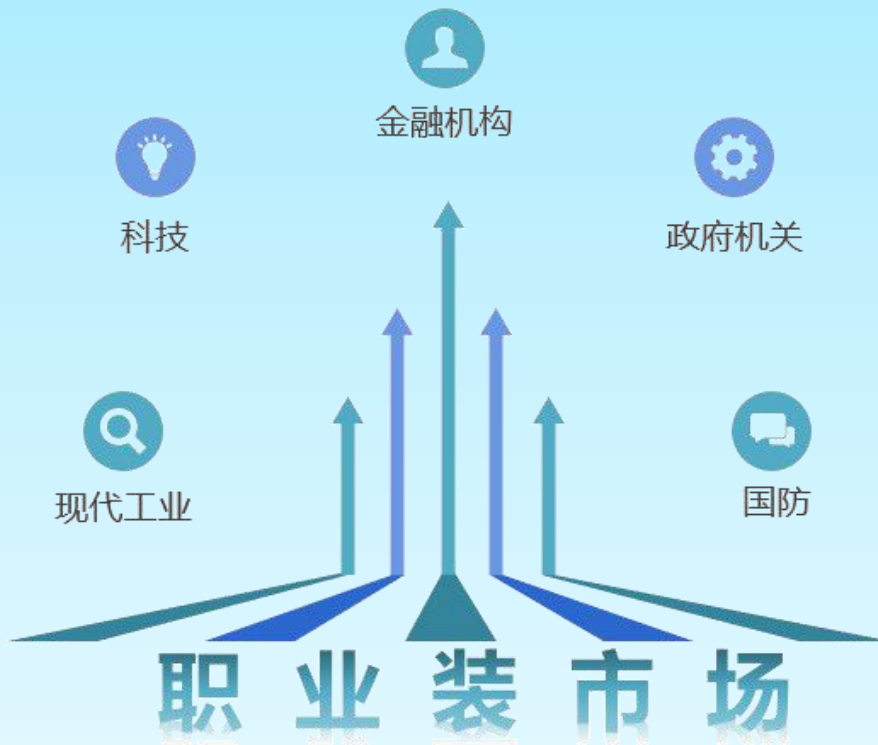 金融机构
科技
政府机关
现代工业
国防
职业装市场